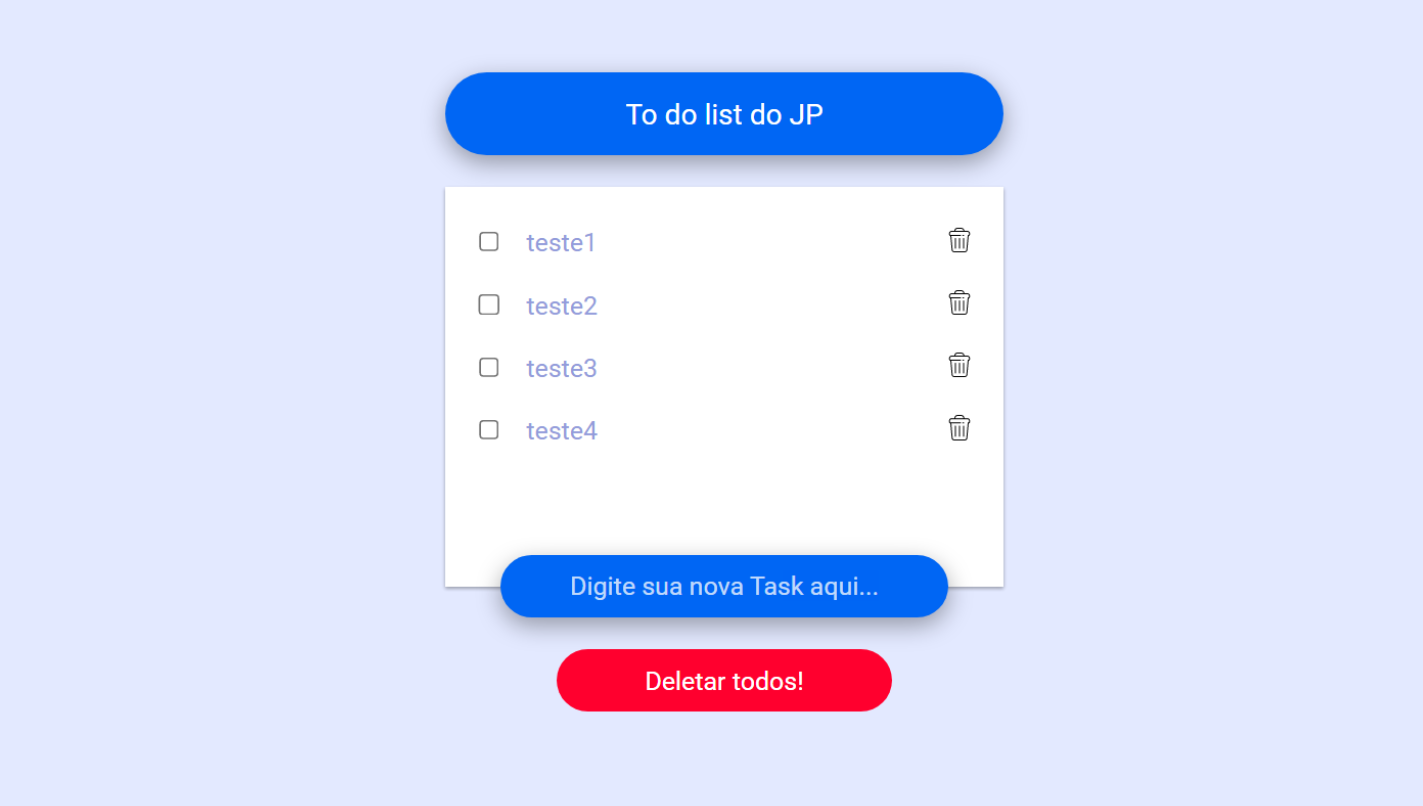 To do list do JP
teste1
teste2
teste3
teste4
Digite sua nova Task aqui...
Deletar todos!